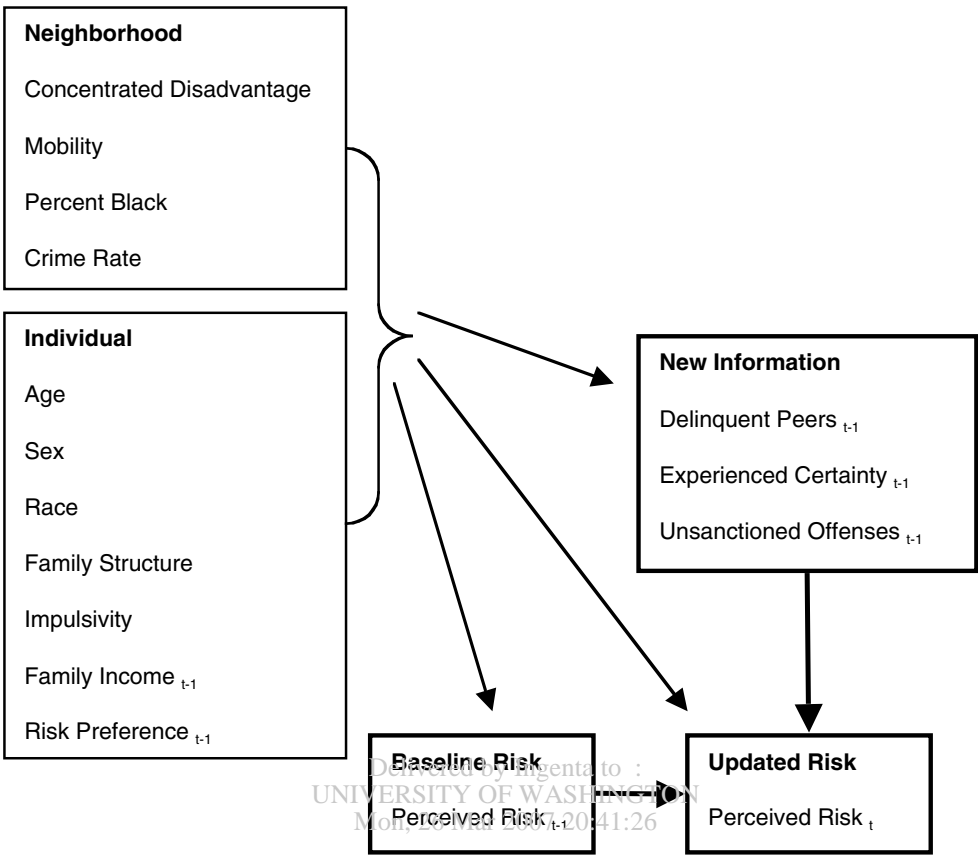 Neighborhood
Concentrated Disadvantage
Mobility
Percent Black
Crime Rate
Individual
Age
Sex
Race
Family Structure
Impulsivity
Family Income t-1
Risk Preference t-1
New Information
Delinquent Peers t-1
Experienced Certainty t-1
Unsanctioned Offenses t-1
Baseline Risk
Perceived Risk t-1
Updated Risk
Perceived Risk t
Delivered by Ingenta to :
UNIVERSITY OF WASHINGTON
Mon, 26 Mar 2007 20:41:26